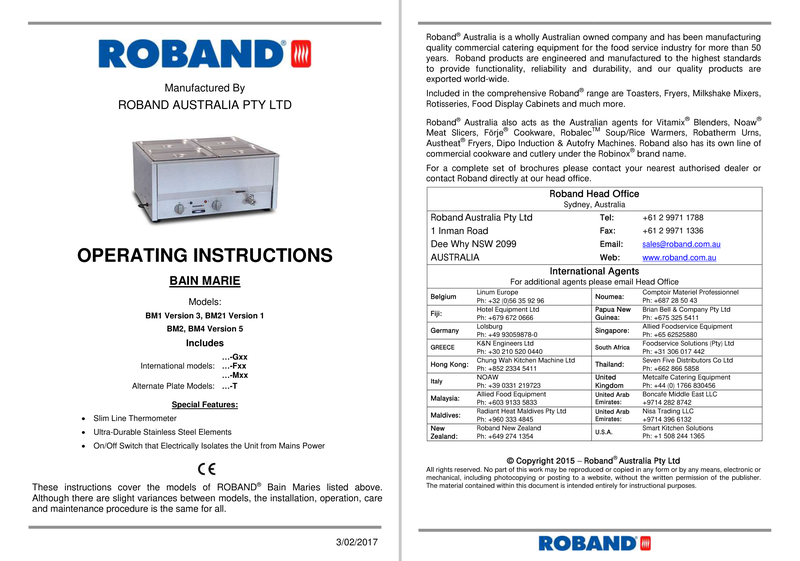 ROBAND®
Manufactured By
ROBAND AUSTRALIA PTY LTD
OPERATING INSTRUCTIONS
BAIN MARIE
Models:
BM1 Version 3, BM21 Version 1
BM2, BM4 Version 5
Includes
…-Gxx
International models: …-Fxx
…-Mxx
Alternate Plate Models: …-T
Special Features:
• Slim Line Thermometer
• Ultra-Durable Stainless Steel Elements
• On/Off Switch that Electrically Isolates the Unit from Mains Power
CE
These instructions cover the models of ROBAND® Bain Maries listed above.
Although there are slight variances between models, the installation, operation, care
and maintenance procedure is the same for all.
3/02/2017
Roband® Australia is a wholly Australian owned company and has been manufacturing
quality commercial catering equipment for the food service industry for more than 50
years. Roband products are engineered and manufactured to the highest standards
to provide functionality, reliability and durability, and our quality products are
exported world-wide.
Included in the comprehensive Roband® range are Toasters, Fryers, Milkshake Mixers,
Rotisseries, Food Display Cabinets and much more.
Roband® Australia also acts as the Australian agents for Vitamix® Blenders, Noaw®
Meat Slicers, Förje® Cookware, Robalec™ Soup/Rice Warmers, Robatherm Urns,
Austheat® Fryers, Dipo Induction & Autofry Machines. Roband also has its own line of
commercial cookware and cutlery under the Robinox® brand name.
For a complete set of brochures please contact your nearest authorised dealer or
contact Roband directly at our head office.
Roband Head Office
Sydney, Australia
Roband Australia Pty Ltd Tel: +61 2 9971 1788
1 Inman Road Fax: +61 2 9971 1336
Dee Why NSW 2099 Email: sales@roband.com.au
AUSTRALIA Web: www.roband.com.au
International Agents
For additional agents please email Head Office
Belgium Linum Europe Ph: +32 (0)56 35 92 96 Noumea: Comptoir Materiel Professionnel Ph: +687 28 50 43
Fiji: Hotel Equipment Ltd Ph: +679 672 0666 Papua New Guinea: Brian Bell & Company Pty Ltd Ph: +675 325 5411
Germany Lolsburg Ph: +49 93059878-0 Singapore: Allied Foodservice Equipment Ph: +65 62525880
GREECE K&N Engineers Ltd Ph: +30 210 520 0440 South Africa Foodservice Solutions (Pty) Ltd Ph: +31 306 017 442
Hong Kong: Chung Wah Kitchen Machine Ltd Ph: +852 2334 5411 Thailand: Seven Five Distributors Co Ltd Ph: +662 866 5858
Italy NOAW Ph: +39 0331 219723 United Kingdom Metcalfe Catering Equipment Ph: +44 (0) 1766 830456
Malaysia: Allied Food Equipment Ph: +603 9133 5833 United Arab Emirates: Boncafe Middle East LLC +9714 282 8742
Maldives: Radiant Heat Maldives Pty Ltd Ph: +960 333 4845 United Arab Emirates: Nisa Trading LLC +9714 396 6132
New Zealand: Roband New Zealand Ph: +649 274 1354 U.S.A. Smart Kitchen Solutions Ph: +1 508 244 1365
© Copyright 2015 – Roband® Australia Pty Ltd
All rights reserved. No part of this work may be reproduced or copied in any form or by any means, electronic or
mechanical, including photocopying or posting to a website, without the written permission of the publisher.
The material contained within this document is intended entirely for instructional purposes.
ROBAND